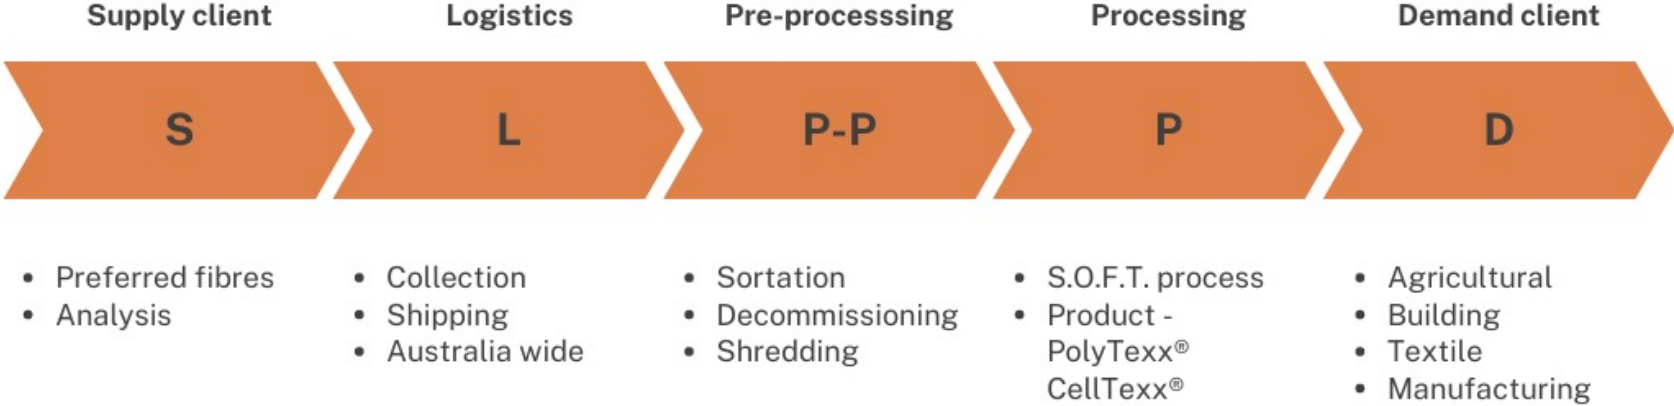 Supply client
Logistics
Pre-processsing
Processing
Demand client
S
L
P-P
P
D
• Preferred fibres
• Analysis
• Collection
• Shipping
• Australia wide
• Sortation
• Decommissioning
• Shredding
• S.O.F.T. process
• Product -
PolyTexx®
CellTexx®
• Agricultural
• Building
• Textile
• Manufacturing